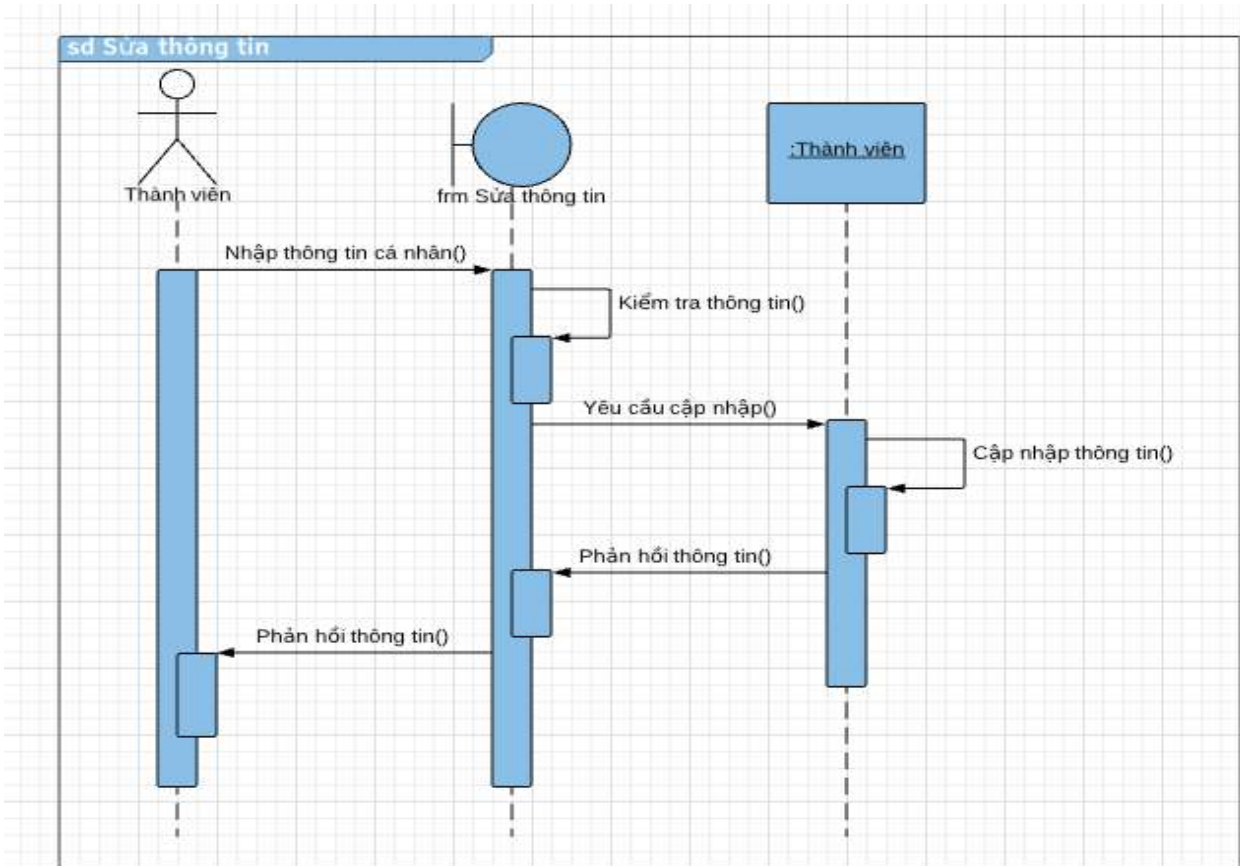 sd Sửa thông tin
Thành viên
frm Sửa thông tin
:Thành viên
Nhập thông tin cá nhân()
Kiểm tra thông tin()
Yêu cầu cập nhập()
Cập nhập thông tin()
Phản hồi thông tin()
Phản hồi thông tin()